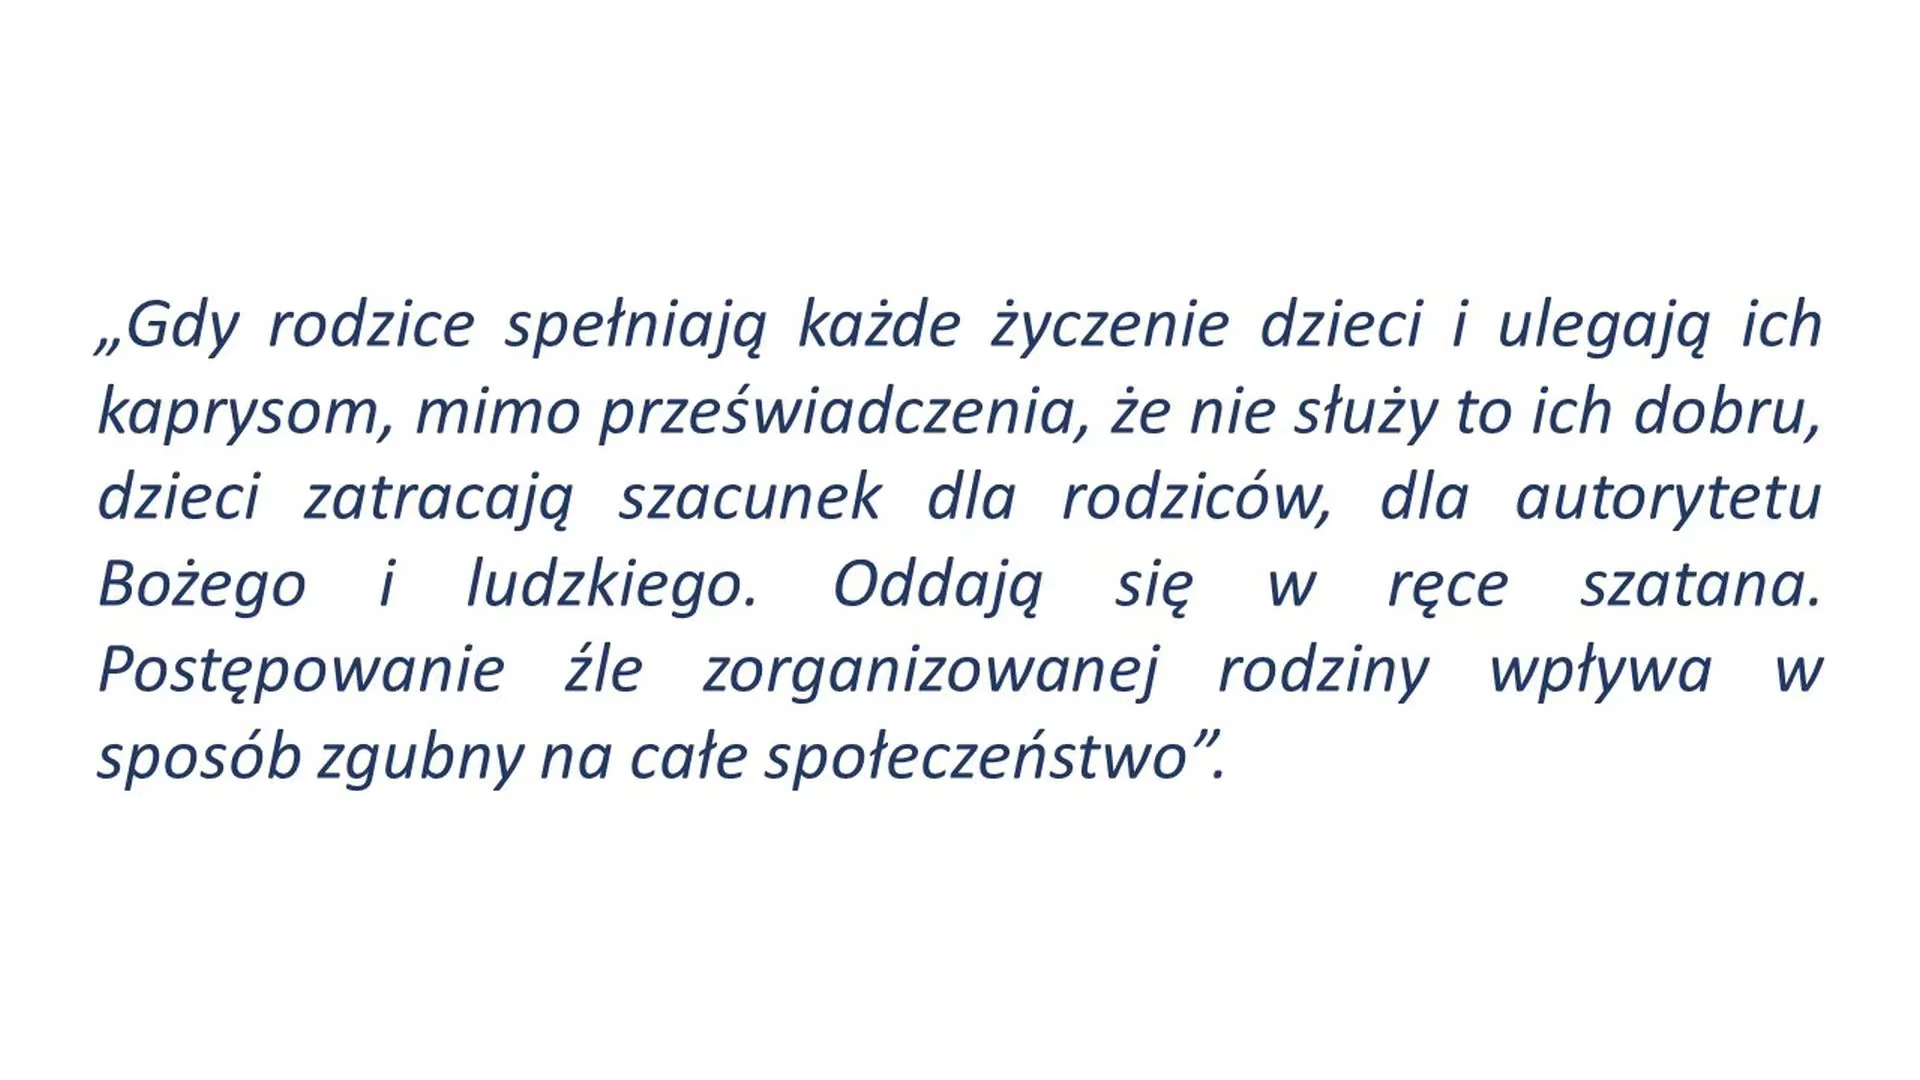 „Gdy rodzice spełniają każde życzenie dzieci i ulegają ich
kaprysom, mimo przeświadczenia, że nie służy to ich dobru,
dzieci zatracają szacunek dla rodziców, dla autorytetu
Bożego i ludzkiego. Oddają się w ręce szatana.
Postępowanie źle zorganizowanej rodziny wpływa w
sposób zgubny na całe społeczeństwo”.